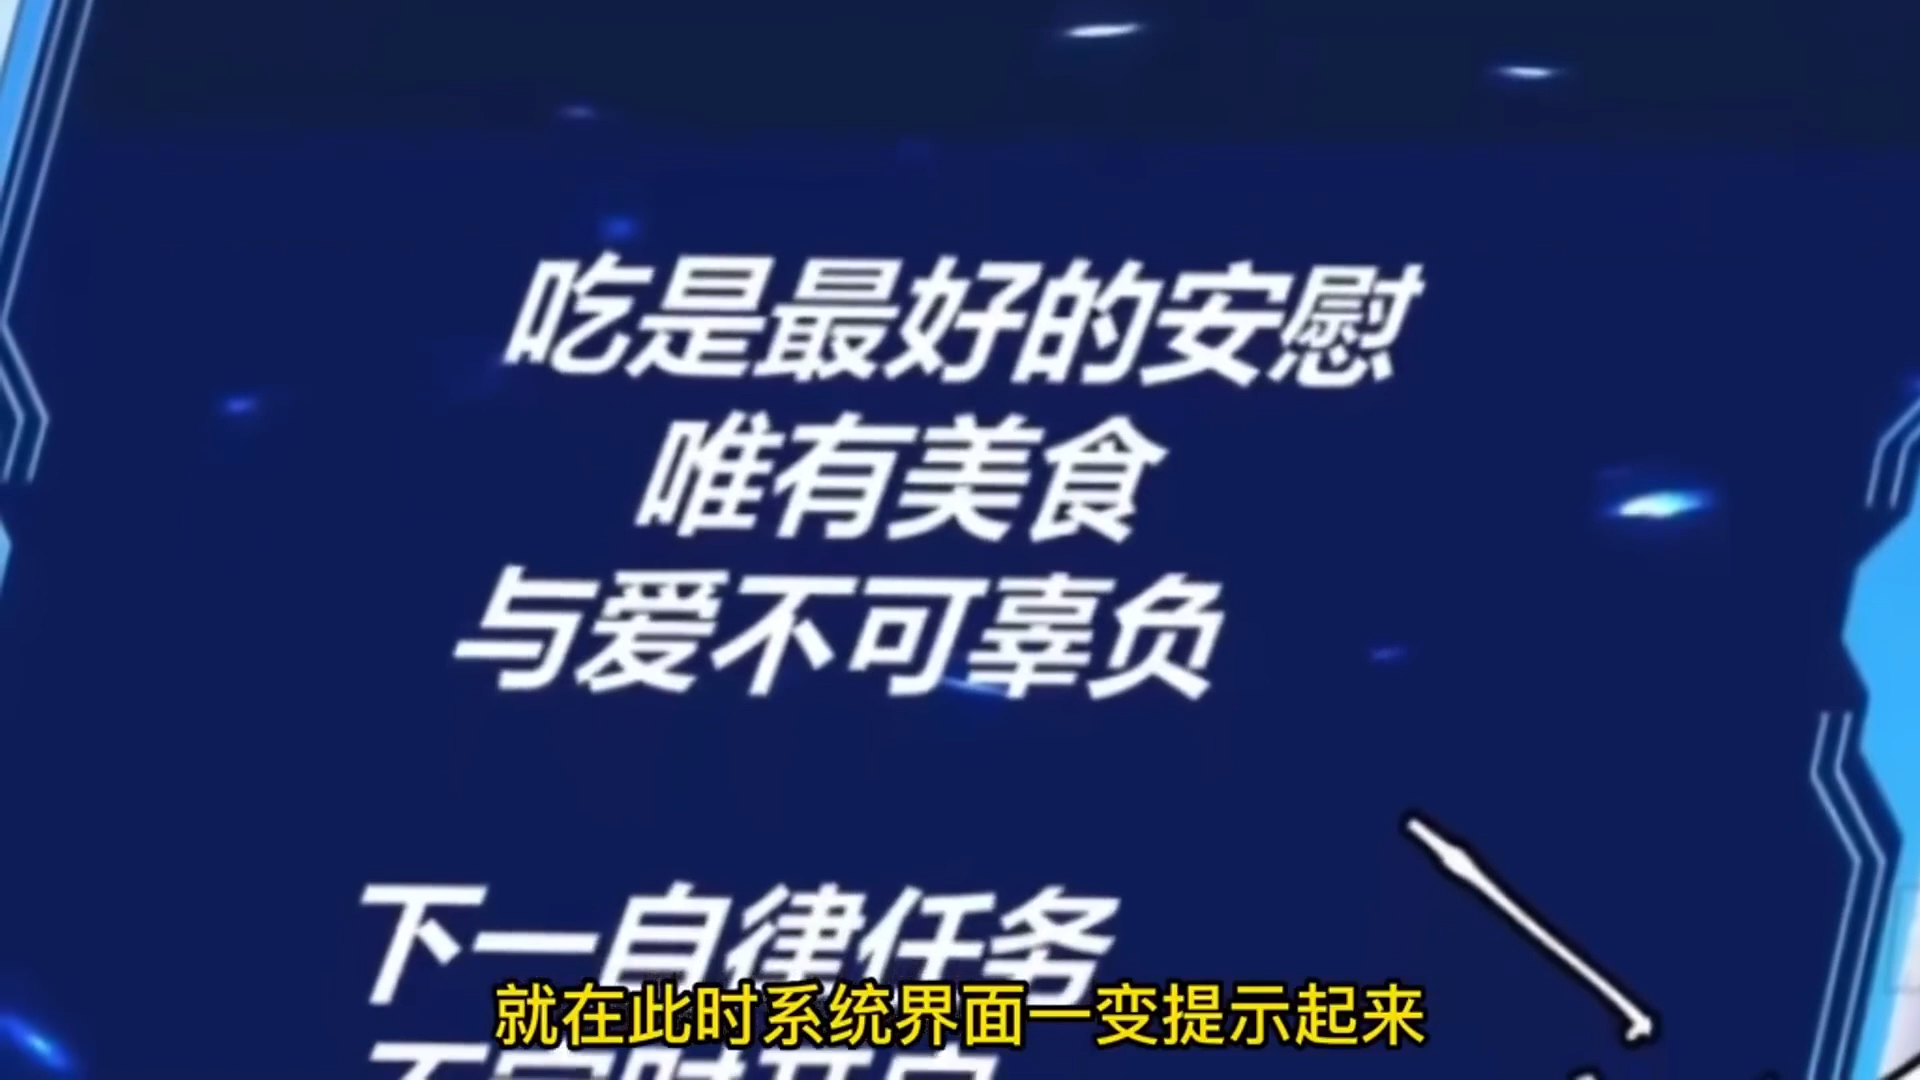 吃是最好的安慰
唯有美食
与爱不可辜负
下一自律任务
就在此时系统界面一变提示起来